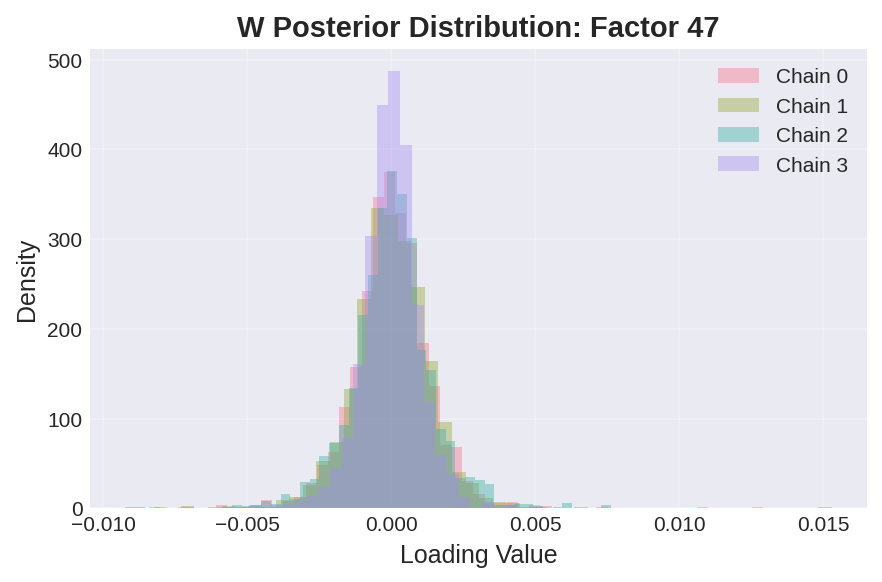 W Posterior Distribution: Factor 47
500
400
300
200
100
0
Density
Chain 0
Chain 1
Chain 2
Chain 3
−0.010
−0.005
0.000
0.005
0.010
0.015
Loading Value